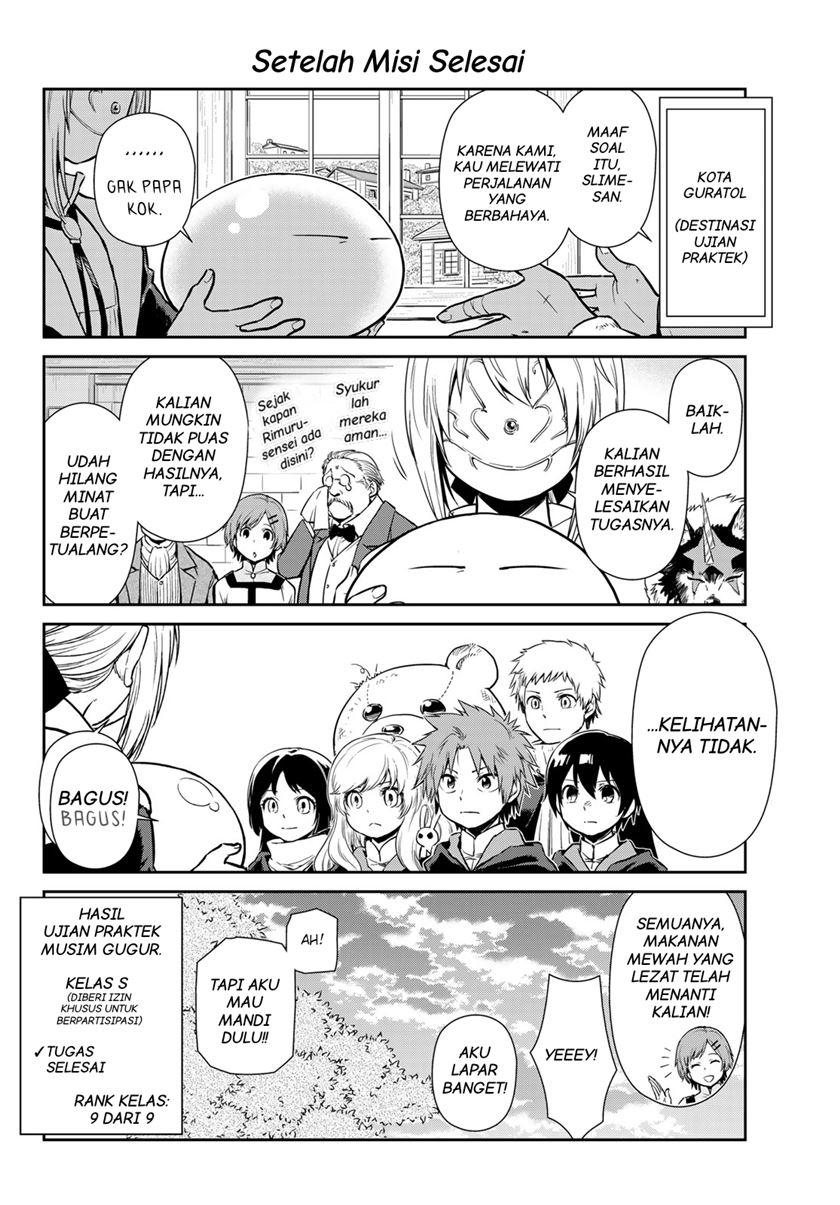 Setelah Misi Selesai
KOTA
GURATOL
(DESTINASI
UJIAN
PRAKTEK)
MAAF
SOAL
ITU,
SLIME-
SAN.
KARENA KAMI,
KAU MELEWATI
PERJALANAN
YANG
BERBAHAYA.
......
GAK PAPA
KOK.
BAIK-
LAH.
KALIAN
BERHASIL
MENYE-
LESAIKAN
TUGASNYA.
Syukur
lah
mereka
aman...
Sejak
kapan
Rimuru-
sensei ada
disini?
KALIAN
MUNGKIN
TIDAK PUAS
DENGAN
HASILNYA,
TAPI...
UDAH
HILANG
MINAT
BUAT
BERPE-
TUALANG?
...KELIHATAN-
NYA TIDAK.
BAGUS!
BAGUS!
SEMUANYA,
MAKANAN
MEWAH YANG
LEZAT TELAH
MENANTI
KALIAN!
YEEEY!
AKU
LAPAR
BANGET!
AH!
TAPI AKU
MAU
MANDI
DULU!!
HASIL
UJIAN PRAKTEK
MUSIM GUGUR.
KELAS S
(DIBERI IZIN
KHUSUS UNTUK
BERPARTISIPASI)
✓TUGAS
SELESAI
RANK KELAS:
9 DARI 9